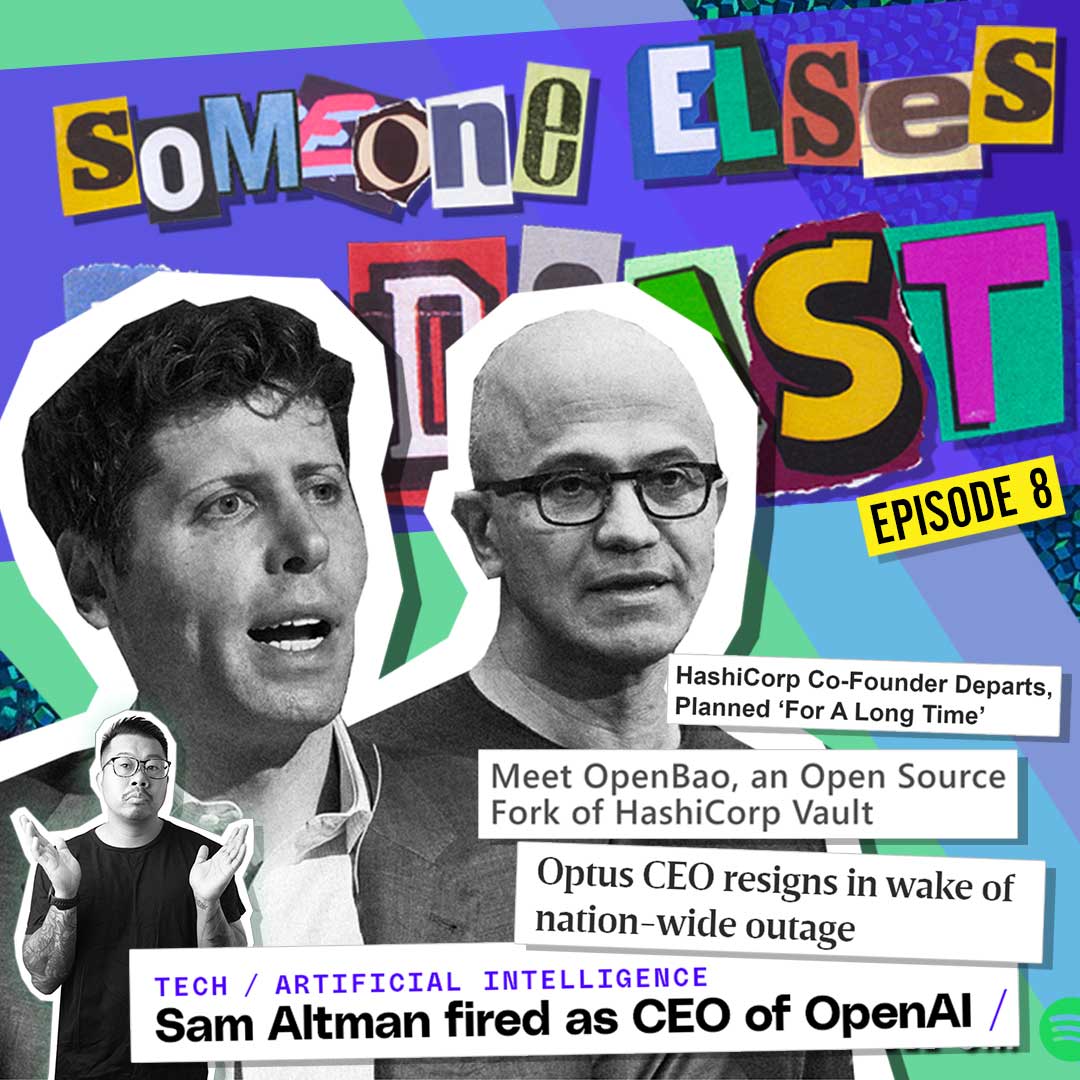 SoMeone ELSes
DAST
EPISODE 8
HashiCorp Co-Founder Departs,
Planned ‘For A Long Time’
Meet OpenBao, an Open Source
Fork of HashiCorp Vault
Optus CEO resigns in wake of
nation-wide outage
TECH / ARTIFICIAL INTELLIGENCE
Sam Altman fired as CEO of OpenAI /